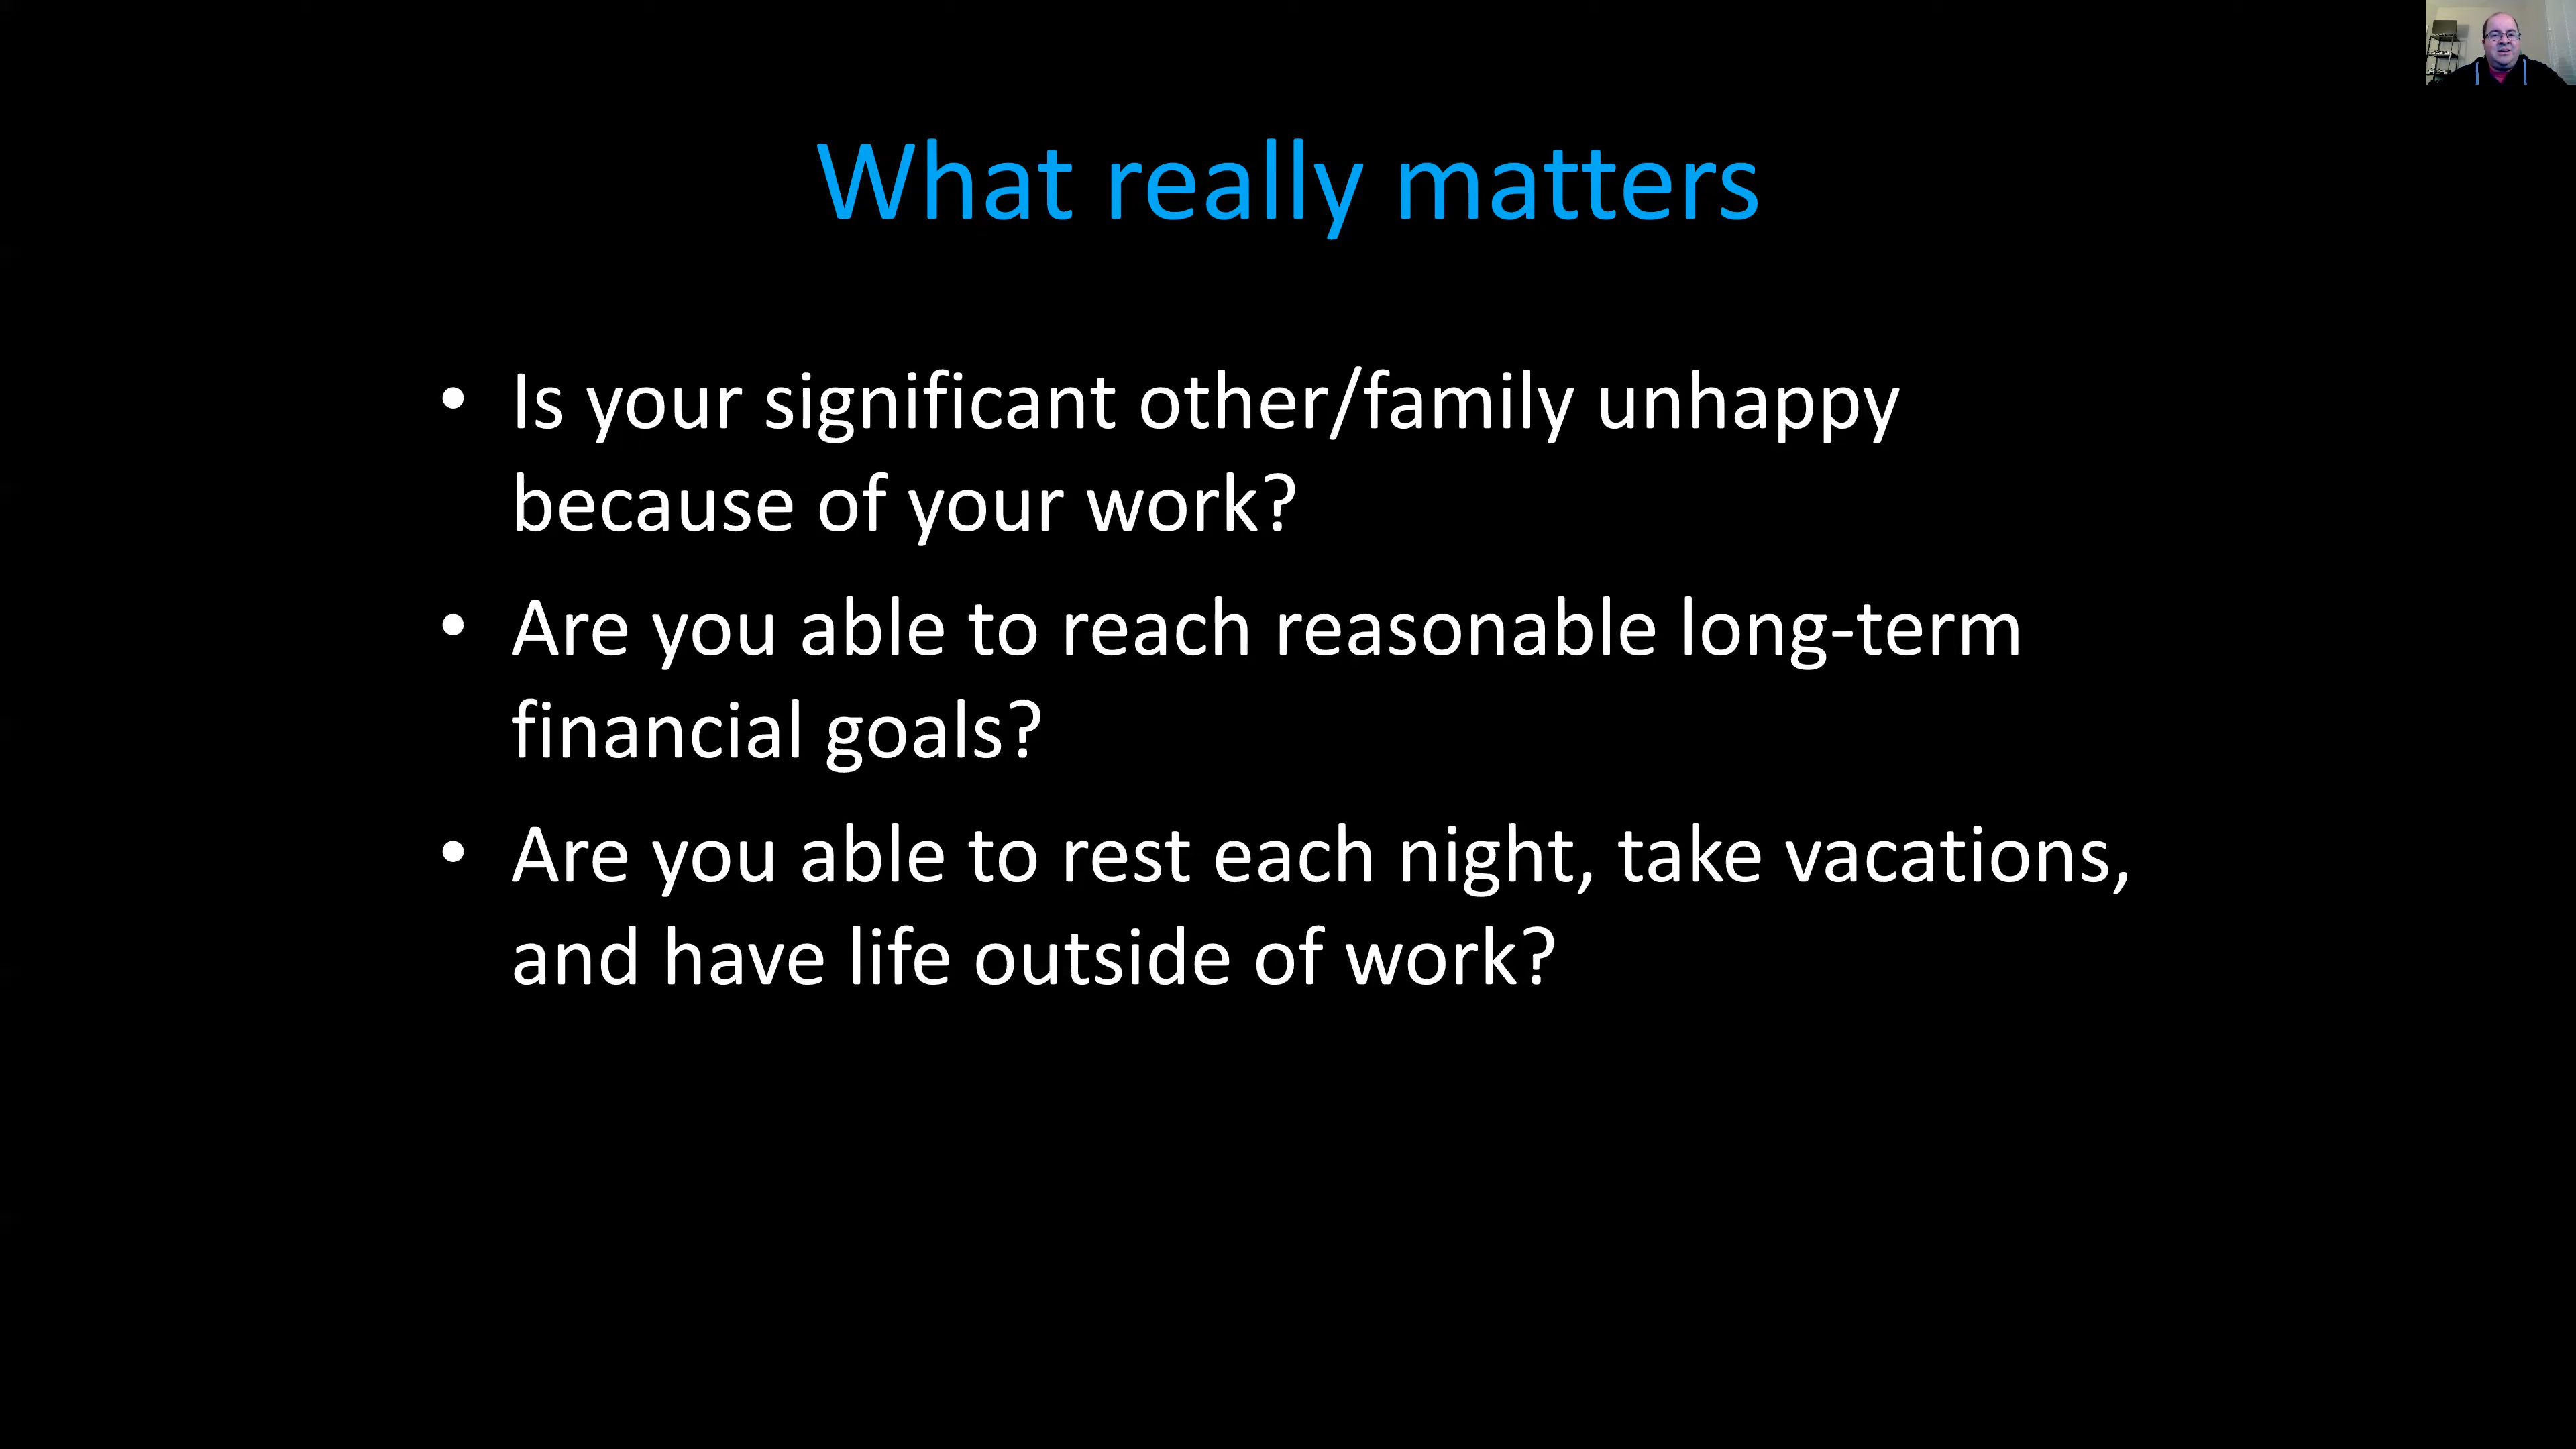 What really matters
• Is your significant other/family unhappy
because of your work?
• Are you able to reach reasonable long-term
financial goals?
• Are you able to rest each night, take vacations,
and have life outside of work?